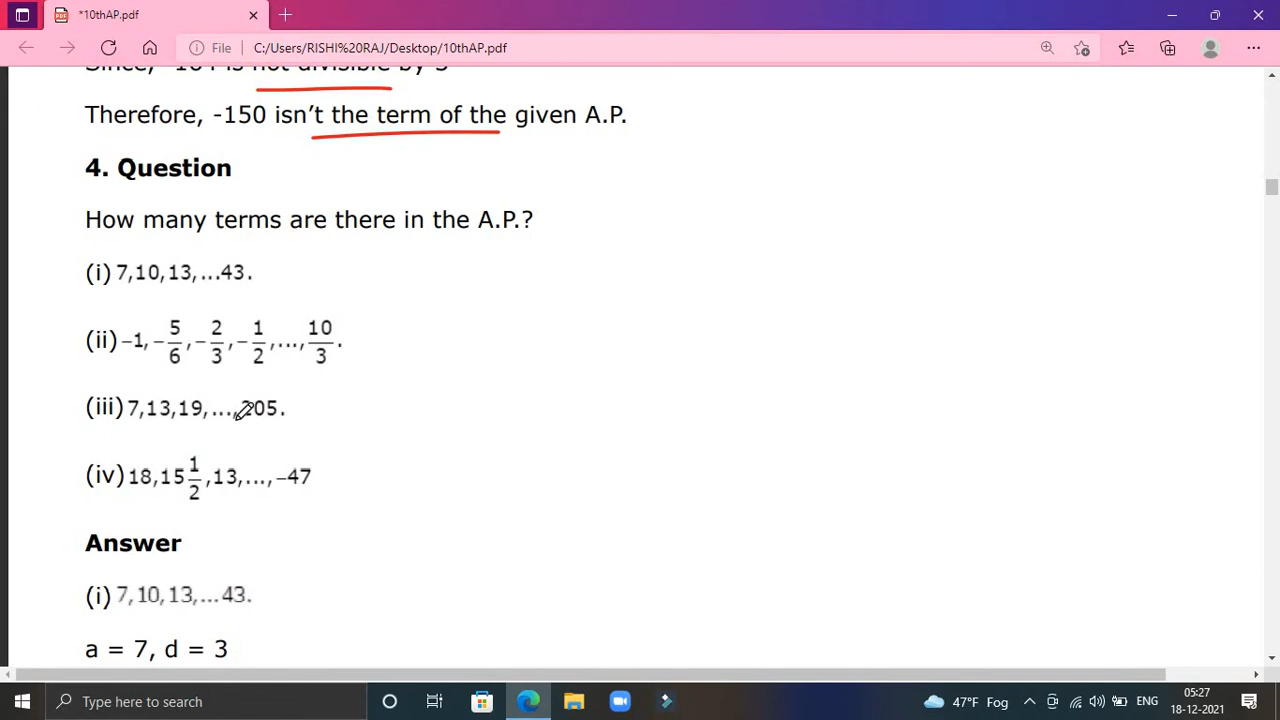 *10thAP.pdf
File C:/Users/RISHI%20RAJ/Desktop/10thAP.pdf
not divisible by
Therefore, -150 isn't the term of the given A.P.
4. Question
How many terms are there in the A.P.?
(i) 7,10,13,...43.
(ii) −1, −5/6, −2/3, −1/2, ..., 10/3.
(iii) 7,13,19,...,205.
(iv) 18,15 1/2,13,...,−47
Answer
(i) 7,10,13,...43.
a = 7, d = 3
Type here to search
47°F Fog
ENG
05:27
18-12-2021